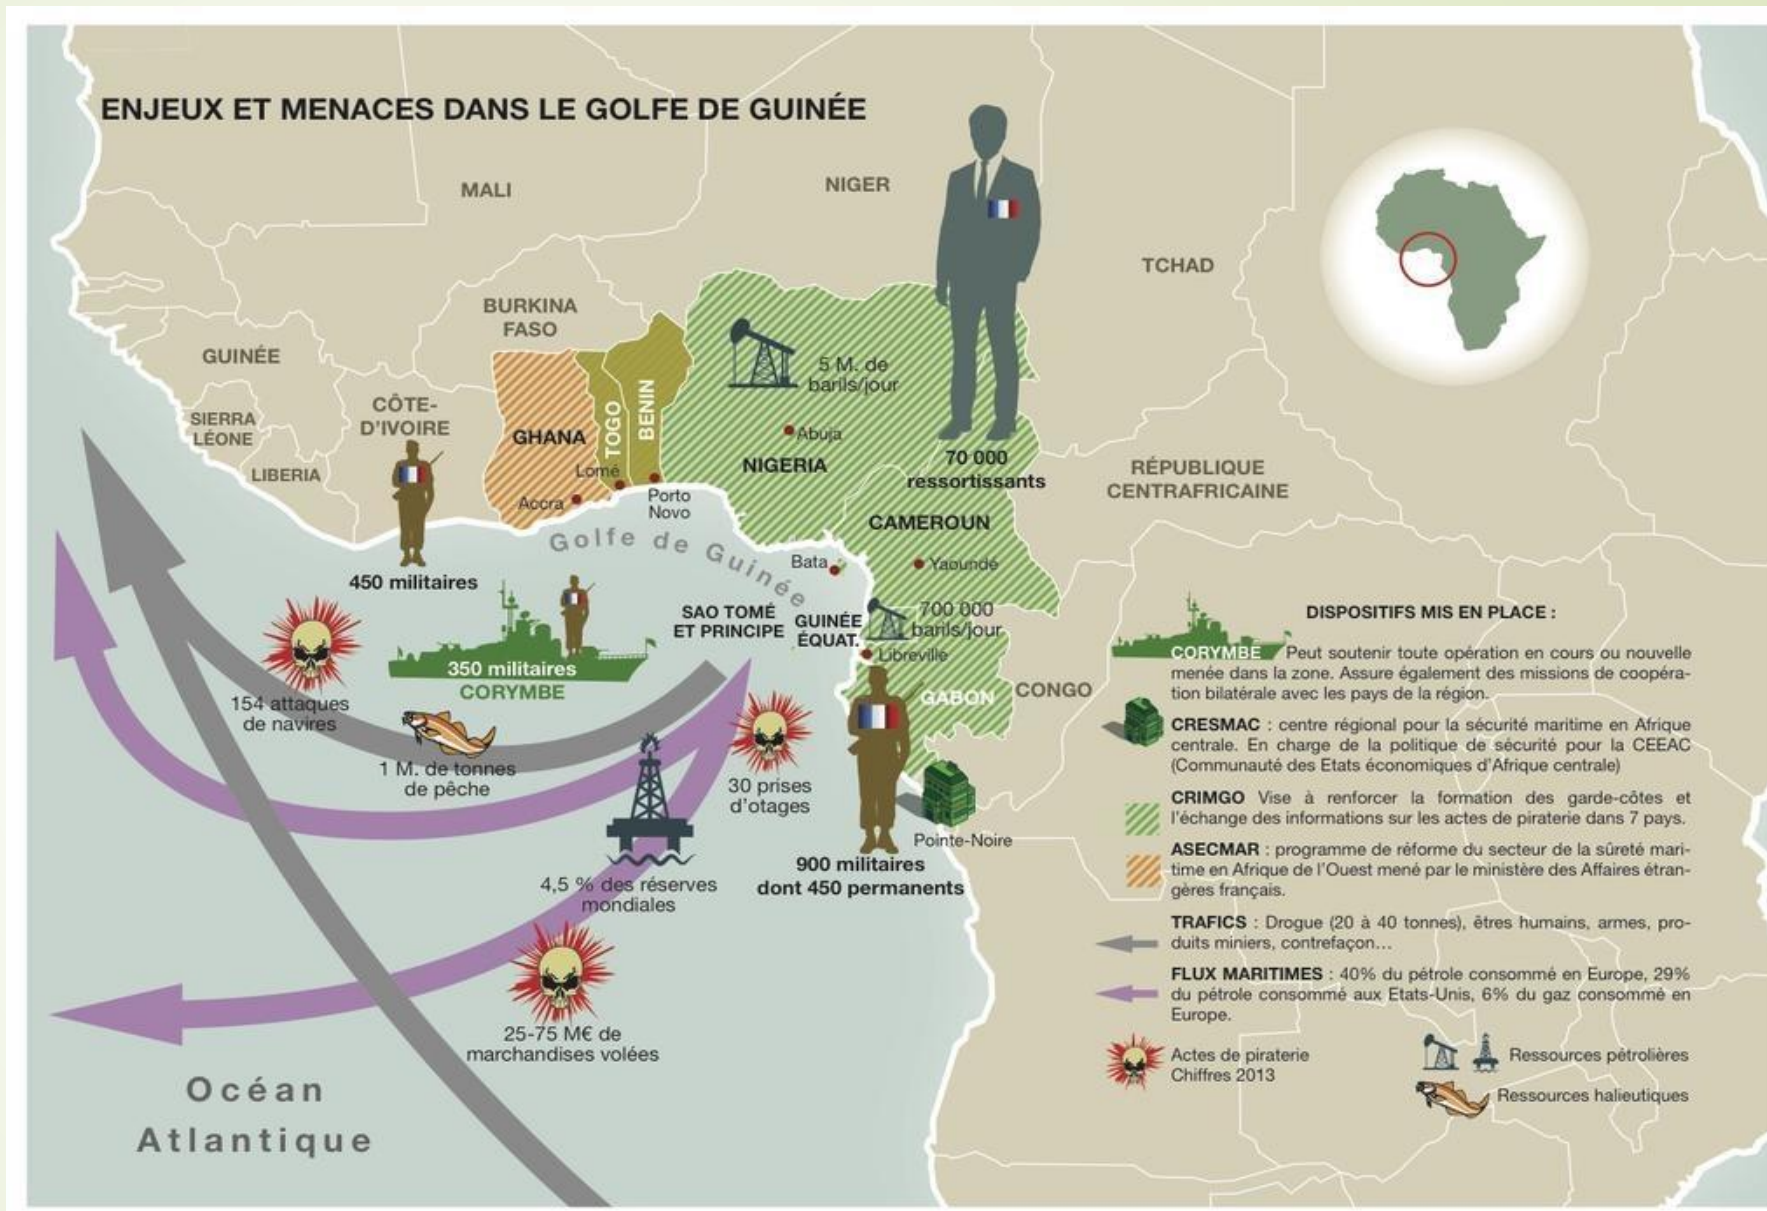 ENJEUX ET MENACES DANS LE GOLFE DE GUINÉE
MALI
NIGER
TCHAD
BURKINA
FASO
GUINÉE
SIERRA
LÉONE
LIBERIA
CÔTE-
D'IVOIRE
GHANA
TOGO
BENIN
Lomé
Accra
Porto
Novo
5 M. de
barils/jour
Abuja
NIGERIA
70 000
ressortissants
RÉPUBLIQUE
CENTRAFRICAINE
CAMEROUN
Yaoundé
Golfe de Guinée
Bata
450 militaires
SAO TOMÉ
ET PRINCIPE
GUINÉE
ÉQUAT.
700 000
barils/jour
Libreville
GABON
CONGO
350 militaires
CORYMBE
154 attaques
de navires
1 M. de tonnes
de pêche
30 prises
d'otages
Pointe-Noire
900 militaires
dont 450 permanents
4,5 % des réserves
mondiales
25-75 M€ de
marchandises volées
Océan
Atlantique
DISPOSITIFS MIS EN PLACE :
CORYMBE Peut soutenir toute opération en cours ou nouvelle
menée dans la zone. Assure également des missions de coopéra-
tion bilatérale avec les pays de la région.
CRESMAC : centre régional pour la sécurité maritime en Afrique
centrale. En charge de la politique de sécurité pour la CEEAC
(Communauté des Etats économiques d'Afrique centrale)
CRIMGO Vise à renforcer la formation des garde-côtes et
l'échange des informations sur les actes de piraterie dans 7 pays.
ASECMAR : programme de réforme du secteur de la sûreté mari-
time en Afrique de l'Ouest mené par le ministère des Affaires étran-
gères français.
TRAFICS : Drogue (20 à 40 tonnes), êtres humains, armes, pro-
duits miniers, contrefaçon...
FLUX MARITIMES : 40% du pétrole consommé en Europe, 29%
du pétrole consommé aux Etats-Unis, 6% du gaz consommé en
Europe.
Actes de piraterie
Chiffres 2013
Ressources pétrolières
Ressources halieutiques